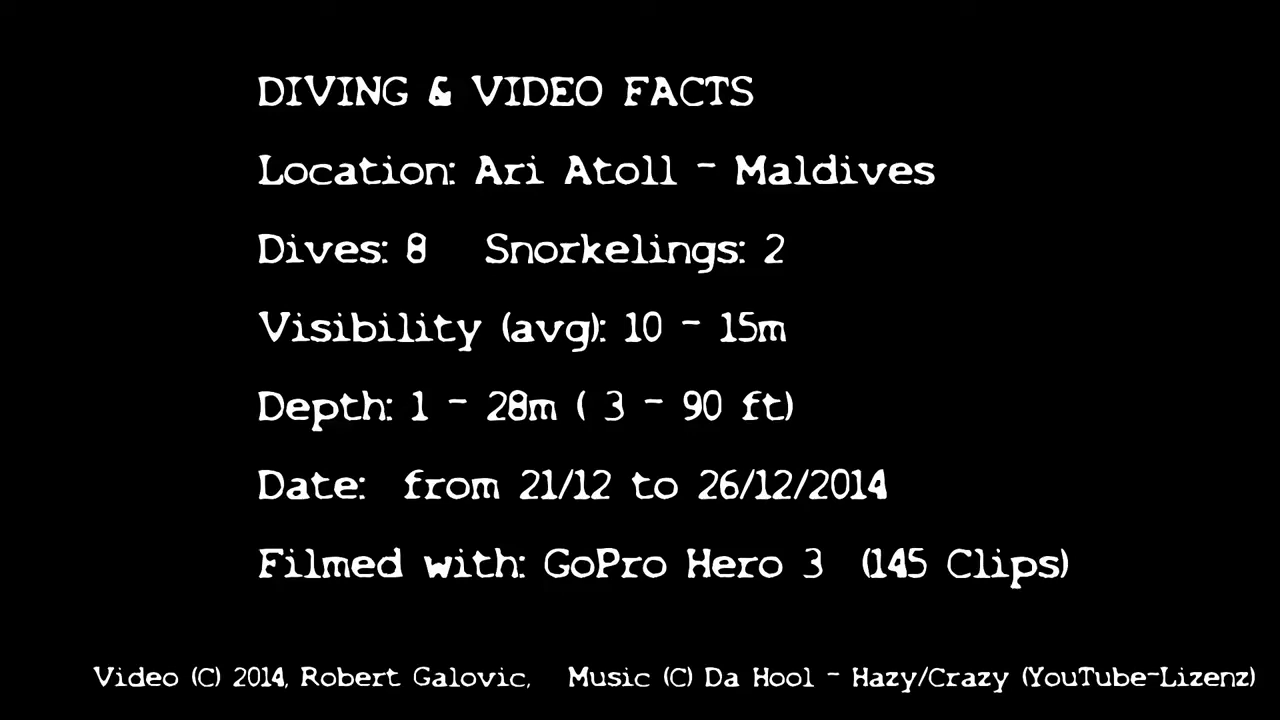 DIVING & VIDEO FACTS
Location: Ari Atoll - Maldives
Dives: 8 Snorkelings: 2
Visibility (avg): 10 - 15m
Depth: 1 - 28m ( 3 - 90 ft)
Date: from 21/12 to 26/12/2014
Filmed with: GoPro Hero 3 (145 Clips)
Video (C) 2014, Robert Galovic, Music (C) Da Hool - Hazy/Crazy (YouTube-Lizenz)